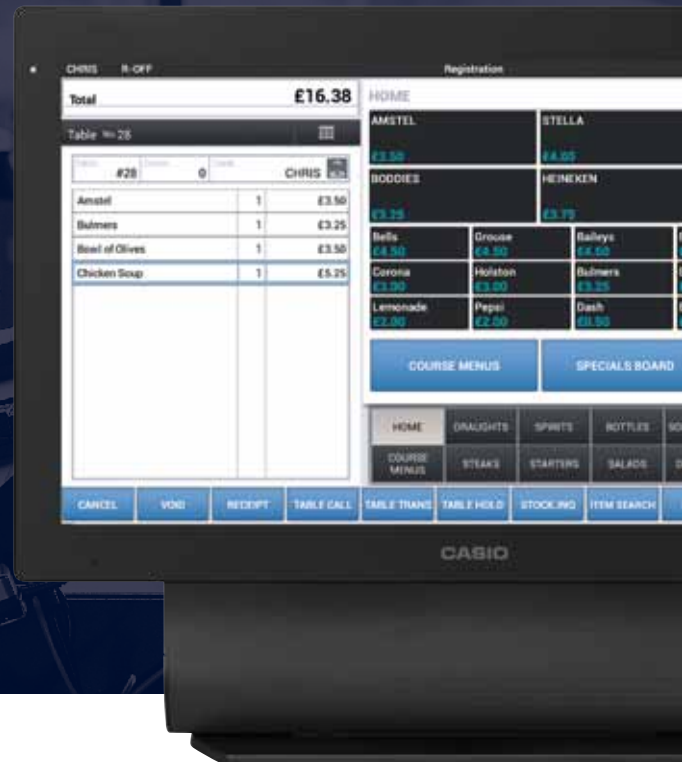 CHRIS R-OFF Registration
Total £16.38
Table No 28
#28 0 CHRIS
Amstel 1 £3.50
Bulmers 1 £3.25
Bowl of Olives 1 £3.50
Chicken Soup 1 £5.25
HOME
AMSTEL STELLA
£3.50 £4.05
BODDIES HEINEKEN
£3.25 £3.75
Bells Grouse Baileys
£4.50 £4.50 £4.50
Corona Holston Bulmers
£3.00 £3.00 £3.25
Lemonade Pepsi Dash
£2.00 £2.00 £0.50
COURSE MENUS SPECIALS BOARD
HOME DRAUGHTS SPIRITS BOTTLES
COURSE MENUS STEAKS STARTERS SALADS
CANCEL VOID RECEIPT TABLE CALL TABLE TRANS TABLE HOLD STOCK.INQ ITEM SEARCH
CASIO